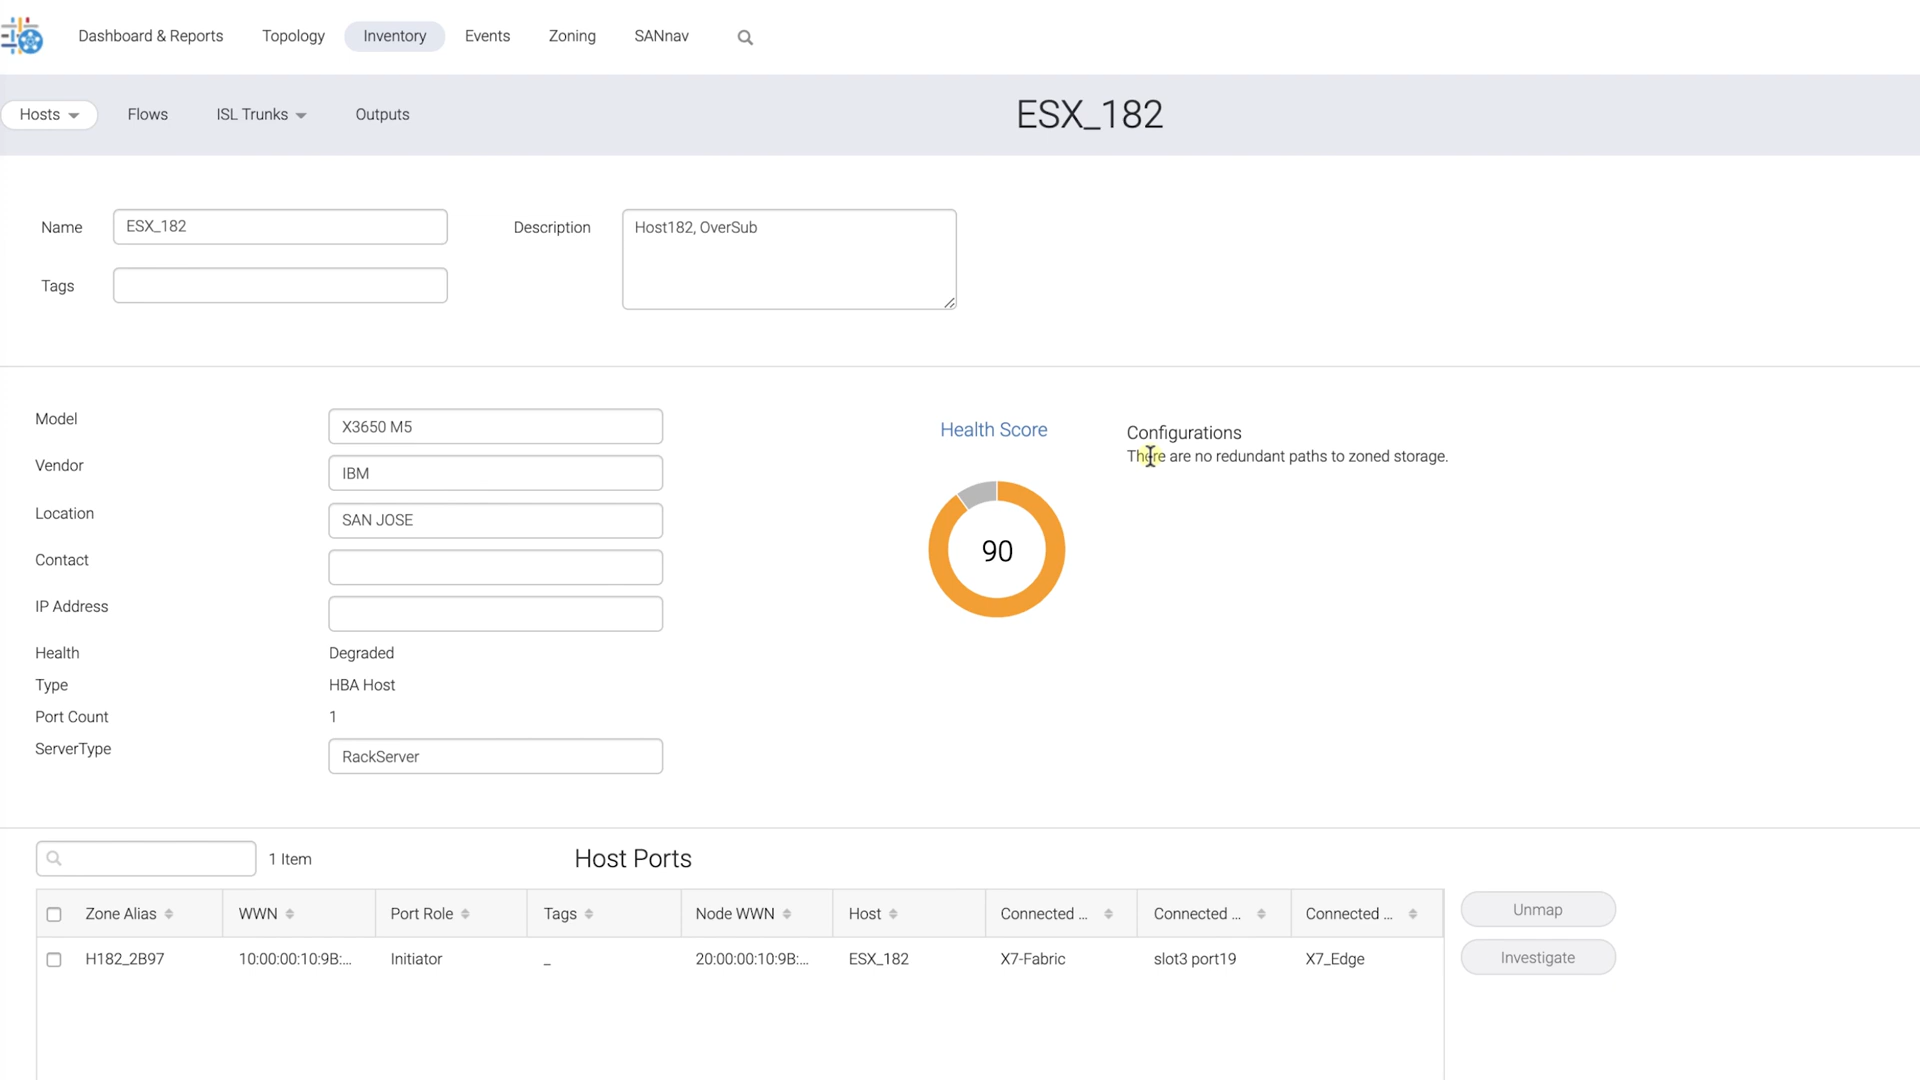 Dashboard & Reports
Topology
Inventory
Events
Zoning
SANnav
Hosts
Flows
ISL Trunks
Outputs
ESX_182
Name
ESX_182
Description
Host182, OverSub
Tags
Model
X3650 M5
Vendor
IBM
Location
SAN JOSE
Contact
IP Address
Health
Degraded
Type
HBA Host
Port Count
1
ServerType
RackServer
Health Score
90
Configurations
There are no redundant paths to zoned storage.
1 Item
Host Ports
Zone Alias
WWN
Port Role
Tags
Node WWN
Host
Connected ...
Connected ...
Connected ...
H182_2B97
10:00:00:10:9B:...
Initiator
_
20:00:00:10:9B:...
ESX_182
X7-Fabric
slot3 port19
X7_Edge
Unmap
Investigate